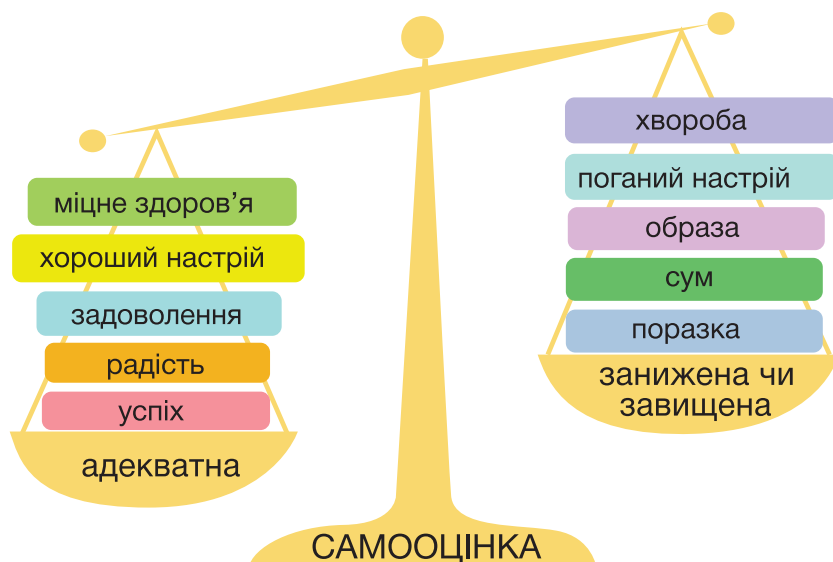 міцне здоров’я
хороший настрій
задоволення
радість
успіх
адекватна
хвороба
поганий настрій
образа
сум
поразка
занижена чи
завищена
САМООЦІНКА